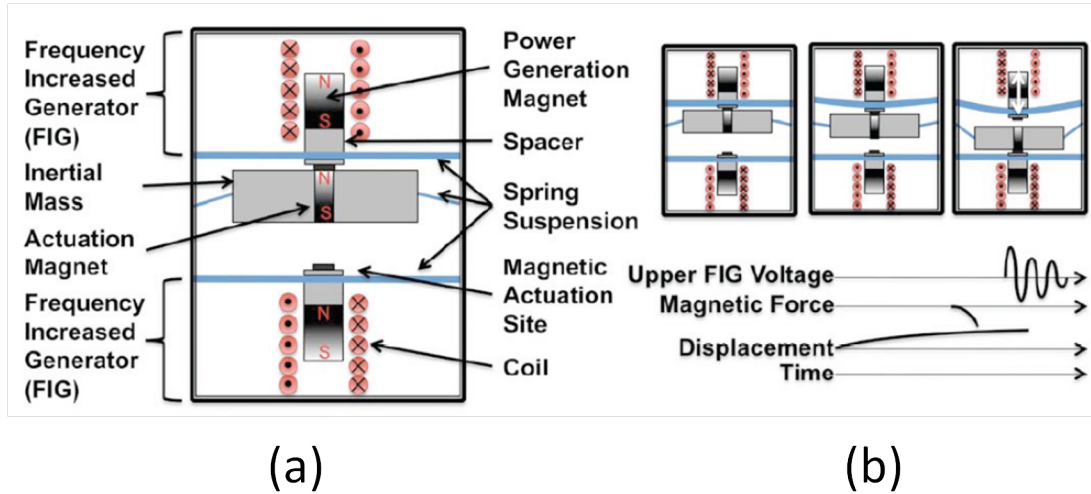 Frequency
Increased
Generator
(FIG)
Inertial
Mass
Actuation
Magnet
Frequency
Increased
Generator
(FIG)
N
S
N
S
N
S
Power
Generation
Magnet
Spacer
Spring
Suspension
Magnetic
Actuation
Site
Coil
Upper FIG Voltage
Magnetic Force
Displacement
Time
(a)
(b)